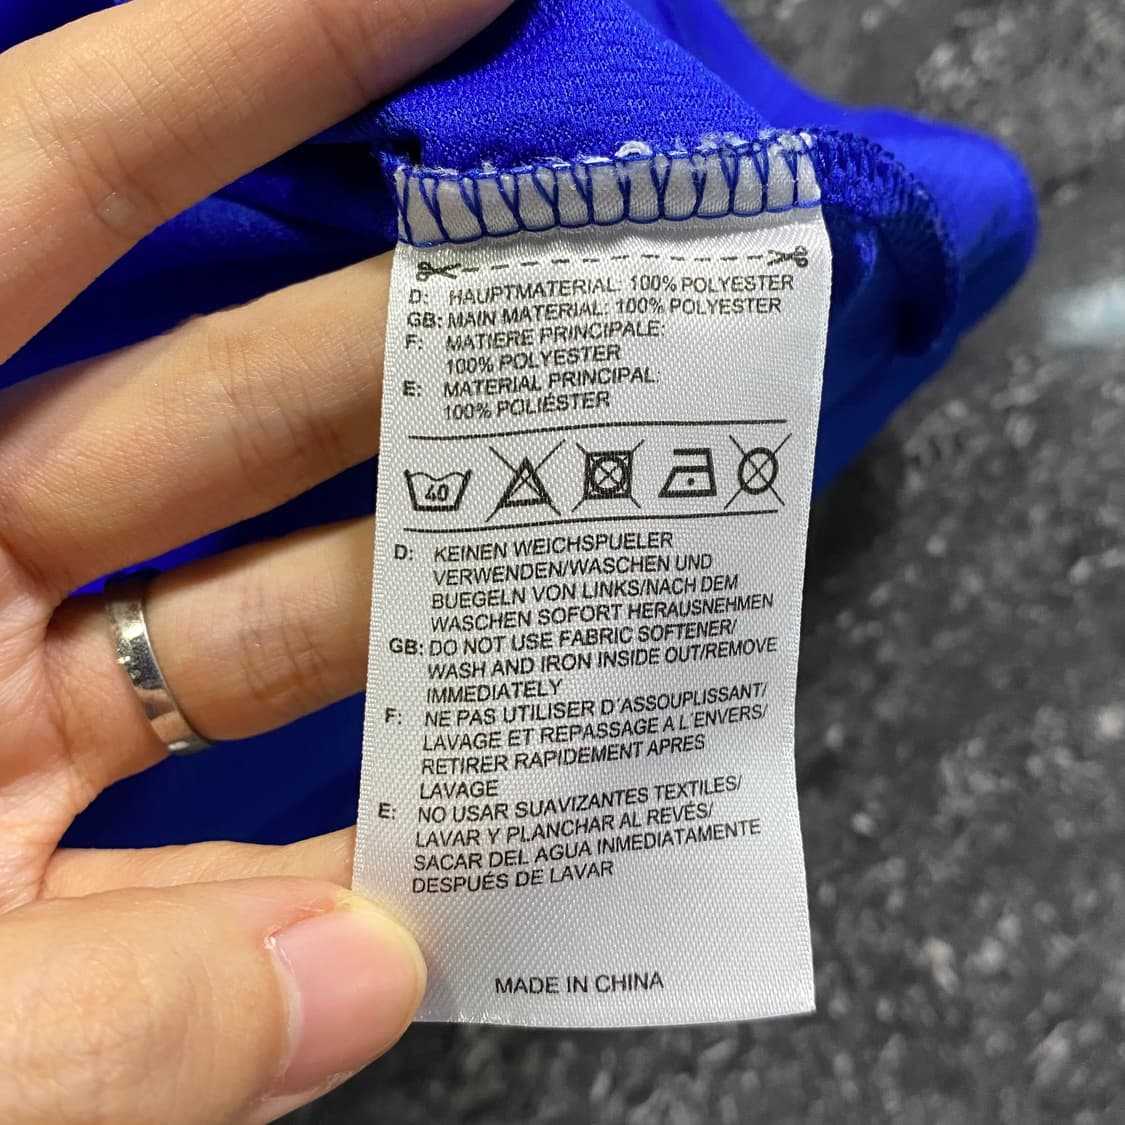 D: HAUPTMATERIAL: 100% POLYESTER
GB: MAIN MATERIAL: 100% POLYESTER
F: MATIERE PRINCIPALE:
100% POLYESTER
E: MATERIAL PRINCIPAL:
100% POLIÉSTER
40
D: KEINEN WEICHSPUELER
VERWENDEN/WASCHEN UND
BUEGELN VON LINKS/NACH DEM
WASCHEN SOFORT HERAUSNEHMEN
GB: DO NOT USE FABRIC SOFTENER/
WASH AND IRON INSIDE OUT/REMOVE
IMMEDIATELY
F: NE PAS UTILISER D'ASSOUPLISSANT/
LAVAGE ET REPASSAGE A L'ENVERS/
RETIRER RAPIDEMENT APRES
LAVAGE
E: NO USAR SUAVIZANTES TEXTILES/
LAVAR Y PLANCHAR AL REVÉS/
SACAR DEL AGUA INMEDIATAMENTE
DESPUÉS DE LAVAR
MADE IN CHINA